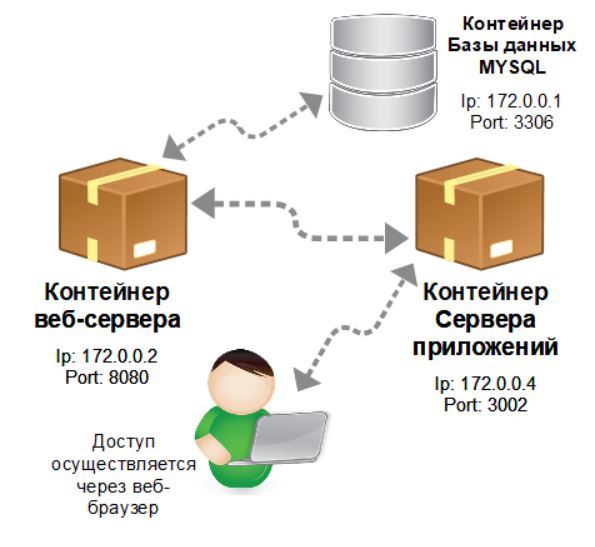 Контейнер
Базы данных
MYSQL
Ip: 172.0.0.1
Port: 3306
Контейнер
веб-сервера
Ip: 172.0.0.2
Port: 8080
Контейнер
Сервера
приложений
Ip: 172.0.0.4
Port: 3002
Доступ
осуществляется
через веб-
браузер